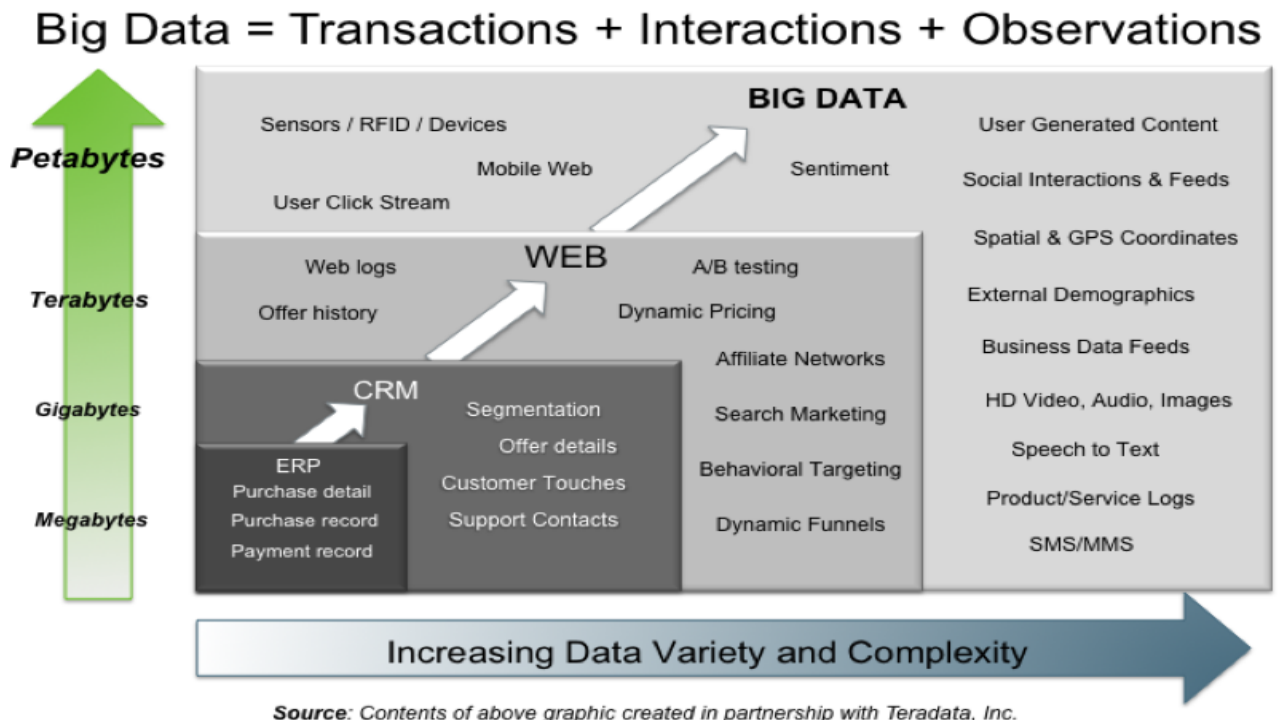 Big Data = Transactions + Interactions + Observations
BIG DATA
Sensors / RFID / Devices
User Generated Content
Petabytes
Mobile Web
Sentiment
Social Interactions & Feeds
User Click Stream
Spatial & GPS Coordinates
WEB
Web logs
A/B testing
Terabytes
External Demographics
Offer history
Dynamic Pricing
Business Data Feeds
Affiliate Networks
CRM
HD Video, Audio, Images
Gigabytes
Segmentation
Search Marketing
Offer details
Speech to Text
ERP
Behavioral Targeting
Customer Touches
Purchase detail
Product/Service Logs
Megabytes
Purchase record
Support Contacts
Dynamic Funnels
SMS/MMS
Payment record
Increasing Data Variety and Complexity
Source: Contents of above graphic created in partnership with Teradata, Inc.